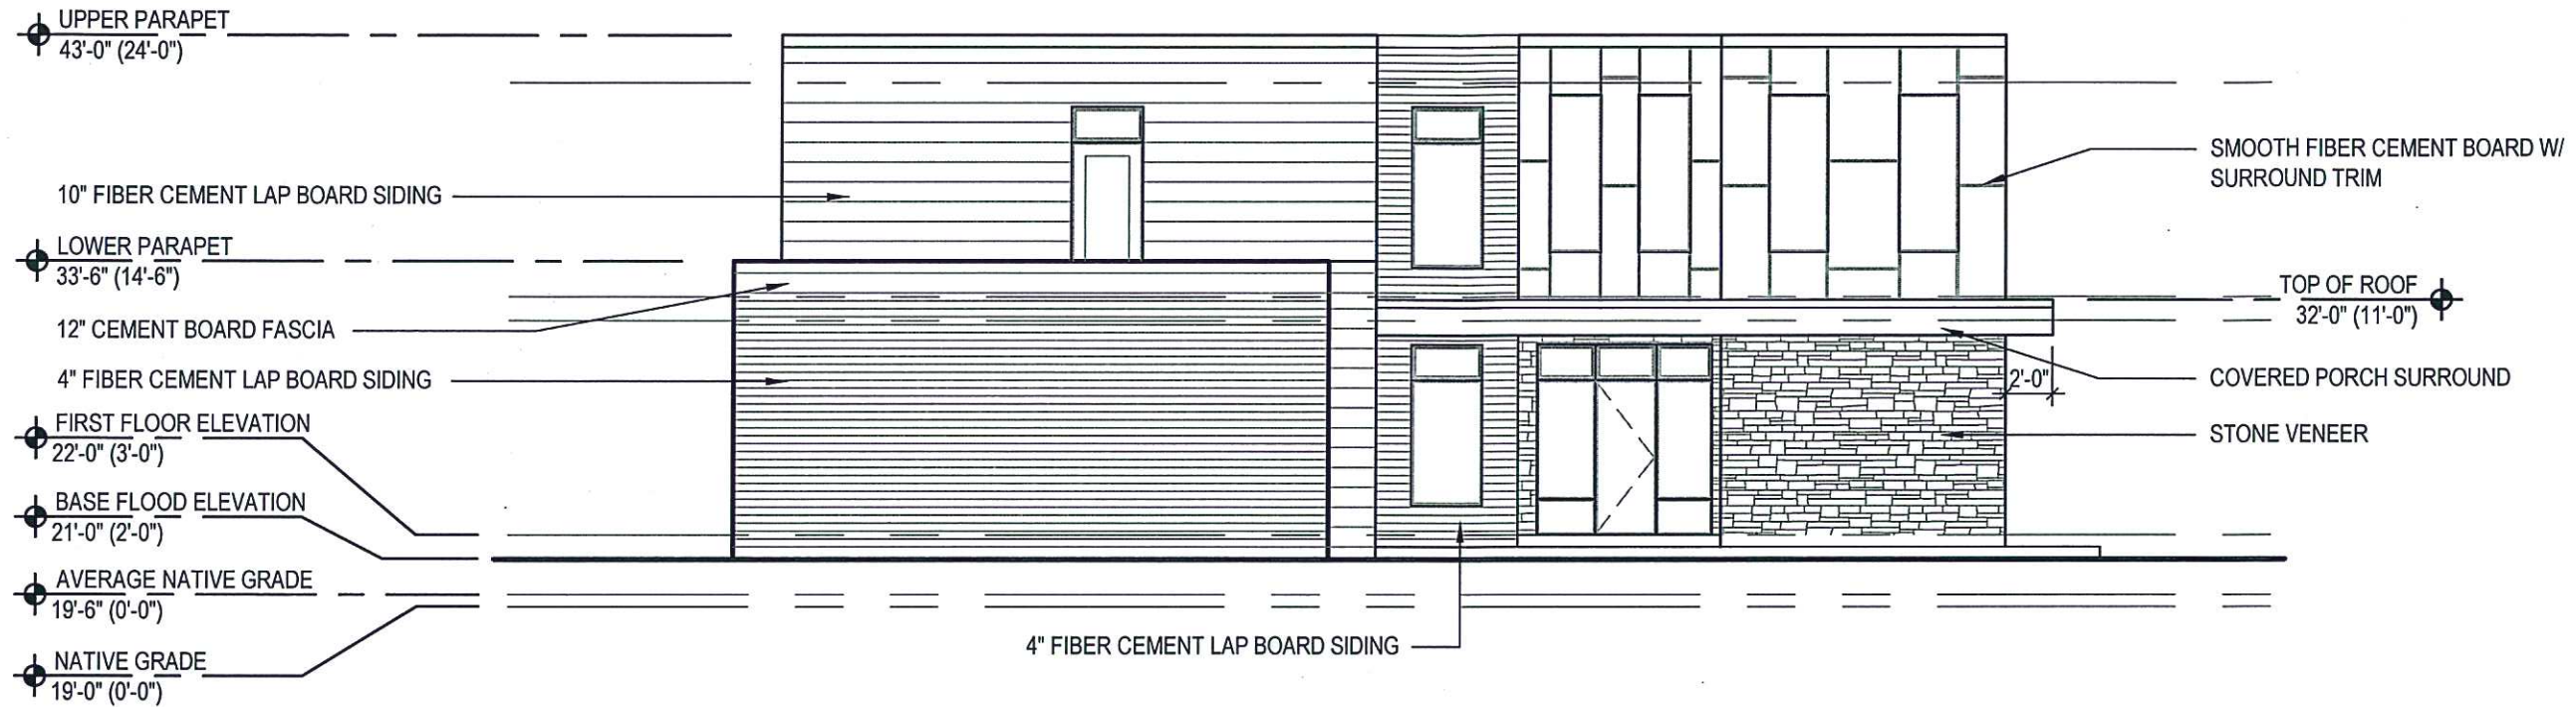 UPPER PARAPET
43'-0" (24'-0")
10" FIBER CEMENT LAP BOARD SIDING
LOWER PARAPET
33'-6" (14'-6")
12" CEMENT BOARD FASCIA
4" FIBER CEMENT LAP BOARD SIDING
FIRST FLOOR ELEVATION
22'-0" (3'-0")
BASE FLOOD ELEVATION
21'-0" (2'-0")
AVERAGE NATIVE GRADE
19'-6" (0'-0")
NATIVE GRADE
19'-0" (0'-0")
4" FIBER CEMENT LAP BOARD SIDING
SMOOTH FIBER CEMENT BOARD W/
SURROUND TRIM
TOP OF ROOF
32'-0" (11'-0")
2'-0"
COVERED PORCH SURROUND
STONE VENEER